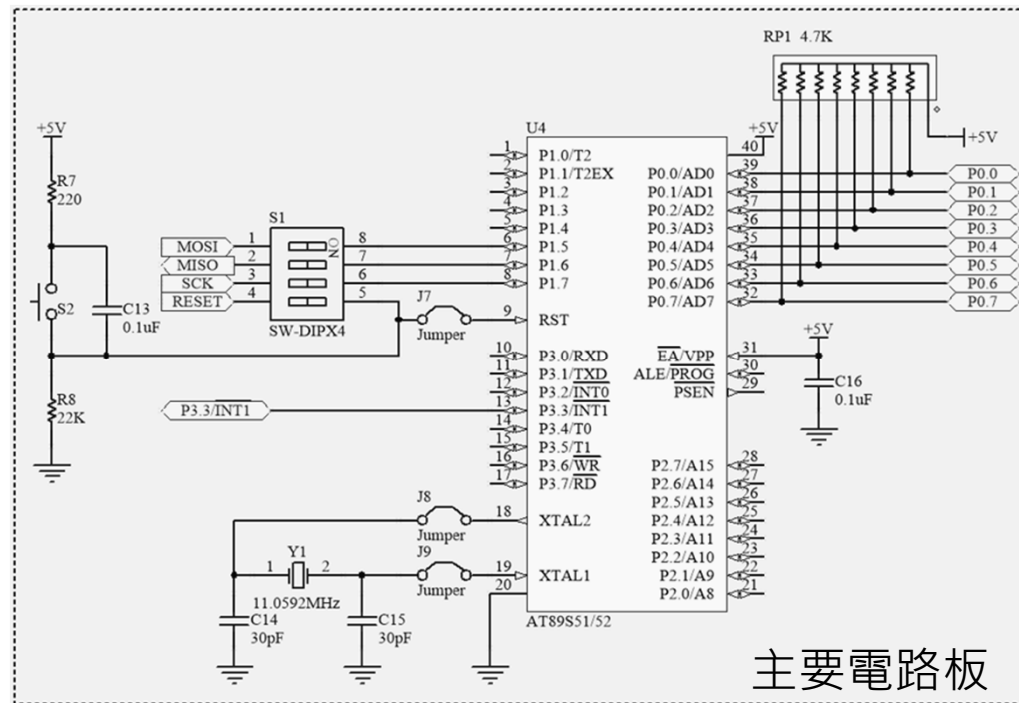 RP1 4.7K
+5V
+5V
R7
220
S2
C13
0.1uF
R8
22K
MOSI
MISO
SCK
RESET
1
2
3
4
S1
ON
8
7
6
5
SW-DIPX4
J7
Jumper
P3.3/INT1
J8
Jumper
J9
Jumper
Y1
1 2
11.0592MHz
C14
30pF
C15
30pF
U4
1 P1.0/T2
2 P1.1/T2EX
3 P1.2
4 P1.3
5 P1.4
6 P1.5
7 P1.6
8 P1.7
9 RST
10 P3.0/RXD
11 P3.1/TXD
12 P3.2/INT0
13 P3.3/INT1
14 P3.4/T0
15 P3.5/T1
16 P3.6/WR
17 P3.7/RD
18 XTAL2
19 XTAL1
20
AT89S51/52
+5V
40
P0.0/AD0 39
P0.1/AD1 38
P0.2/AD2 37
P0.3/AD3 36
P0.4/AD4 35
P0.5/AD5 34
P0.6/AD6 33
P0.7/AD7 32
EA/VPP 31
ALE/PROG 30
PSEN 29
P2.7/A15 28
P2.6/A14 27
P2.5/A13 26
P2.4/A12 25
P2.3/A11 24
P2.2/A10 23
P2.1/A9 22
P2.0/A8 21
P0.0
P0.1
P0.2
P0.3
P0.4
P0.5
P0.6
P0.7
+5V
C16
0.1uF
主要電路板